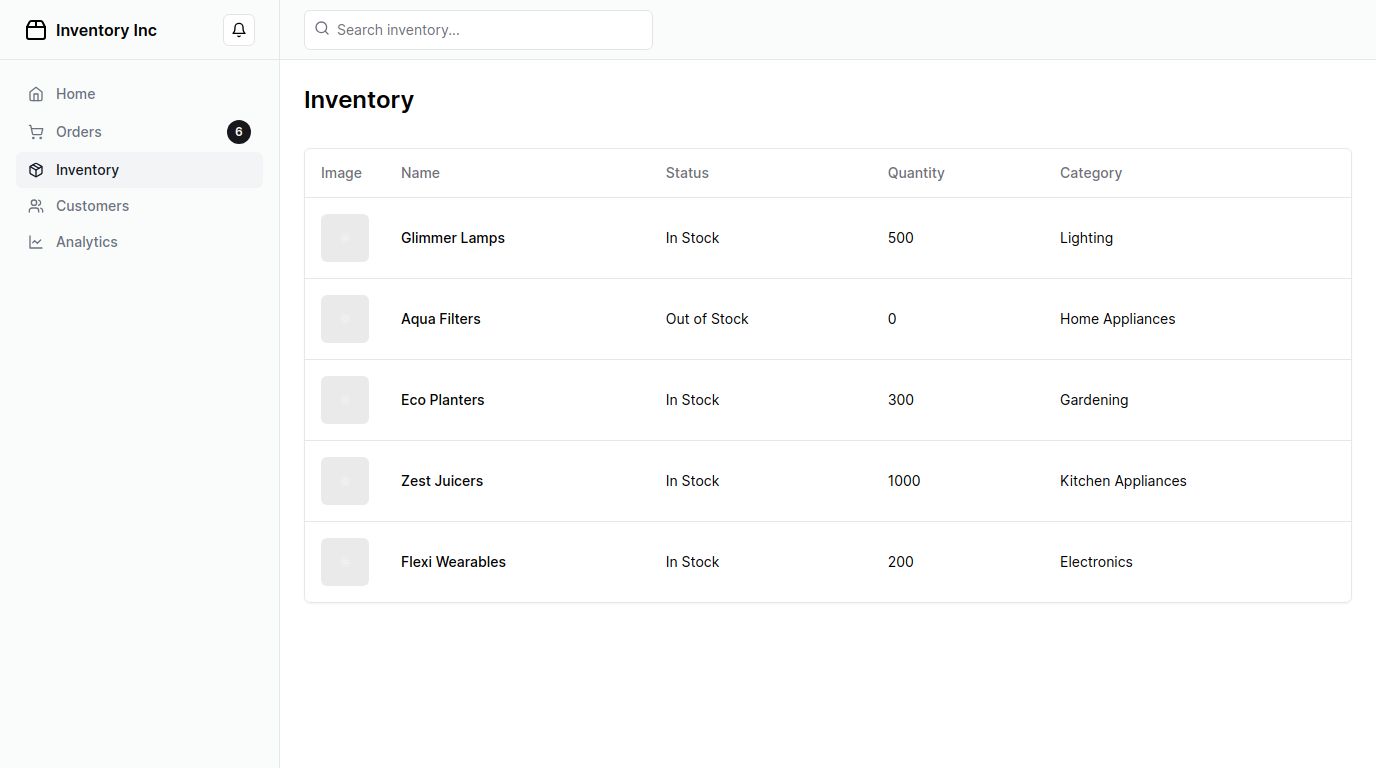 Inventory Inc
Search inventory...
Home
Orders 6
Inventory
Customers
Analytics
Inventory
Image Name Status Quantity Category
Glimmer Lamps In Stock 500 Lighting
Aqua Filters Out of Stock 0 Home Appliances
Eco Planters In Stock 300 Gardening
Zest Juicers In Stock 1000 Kitchen Appliances
Flexi Wearables In Stock 200 Electronics